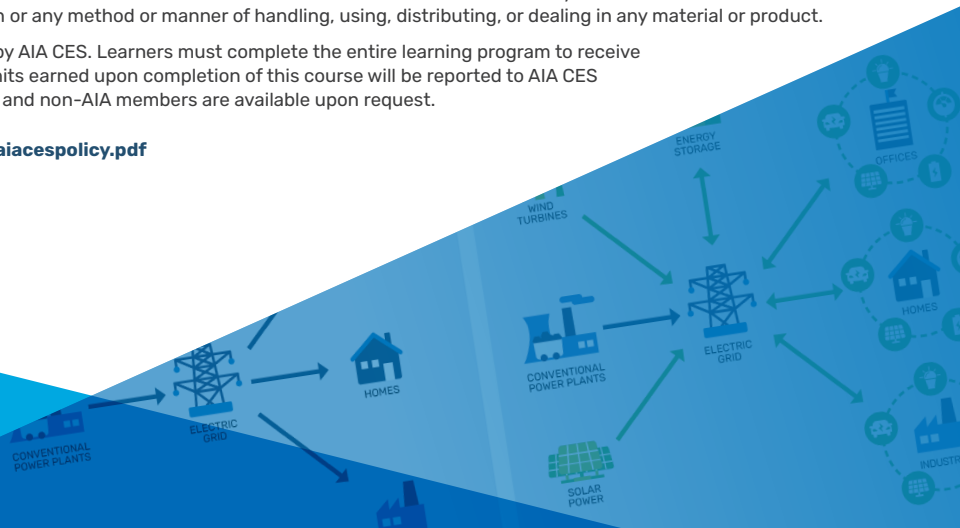 n or any method or manner of handling, using, distributing, or dealing in any material or product.
by AIA CES. Learners must complete the entire learning program to receive
nits earned upon completion of this course will be reported to AIA CES
and non-AIA members are available upon request.
aiacespolicy.pdf
ENERGY
STORAGE
OFFICES
WIND
TURBINES
HOMES
ELECTRIC
GRID
CONVENTIONAL
POWER PLANTS
HOMES
ELECTRIC
GRID
CONVENTIONAL
POWER PLANTS
INDUSTR
SOLAR
POWER